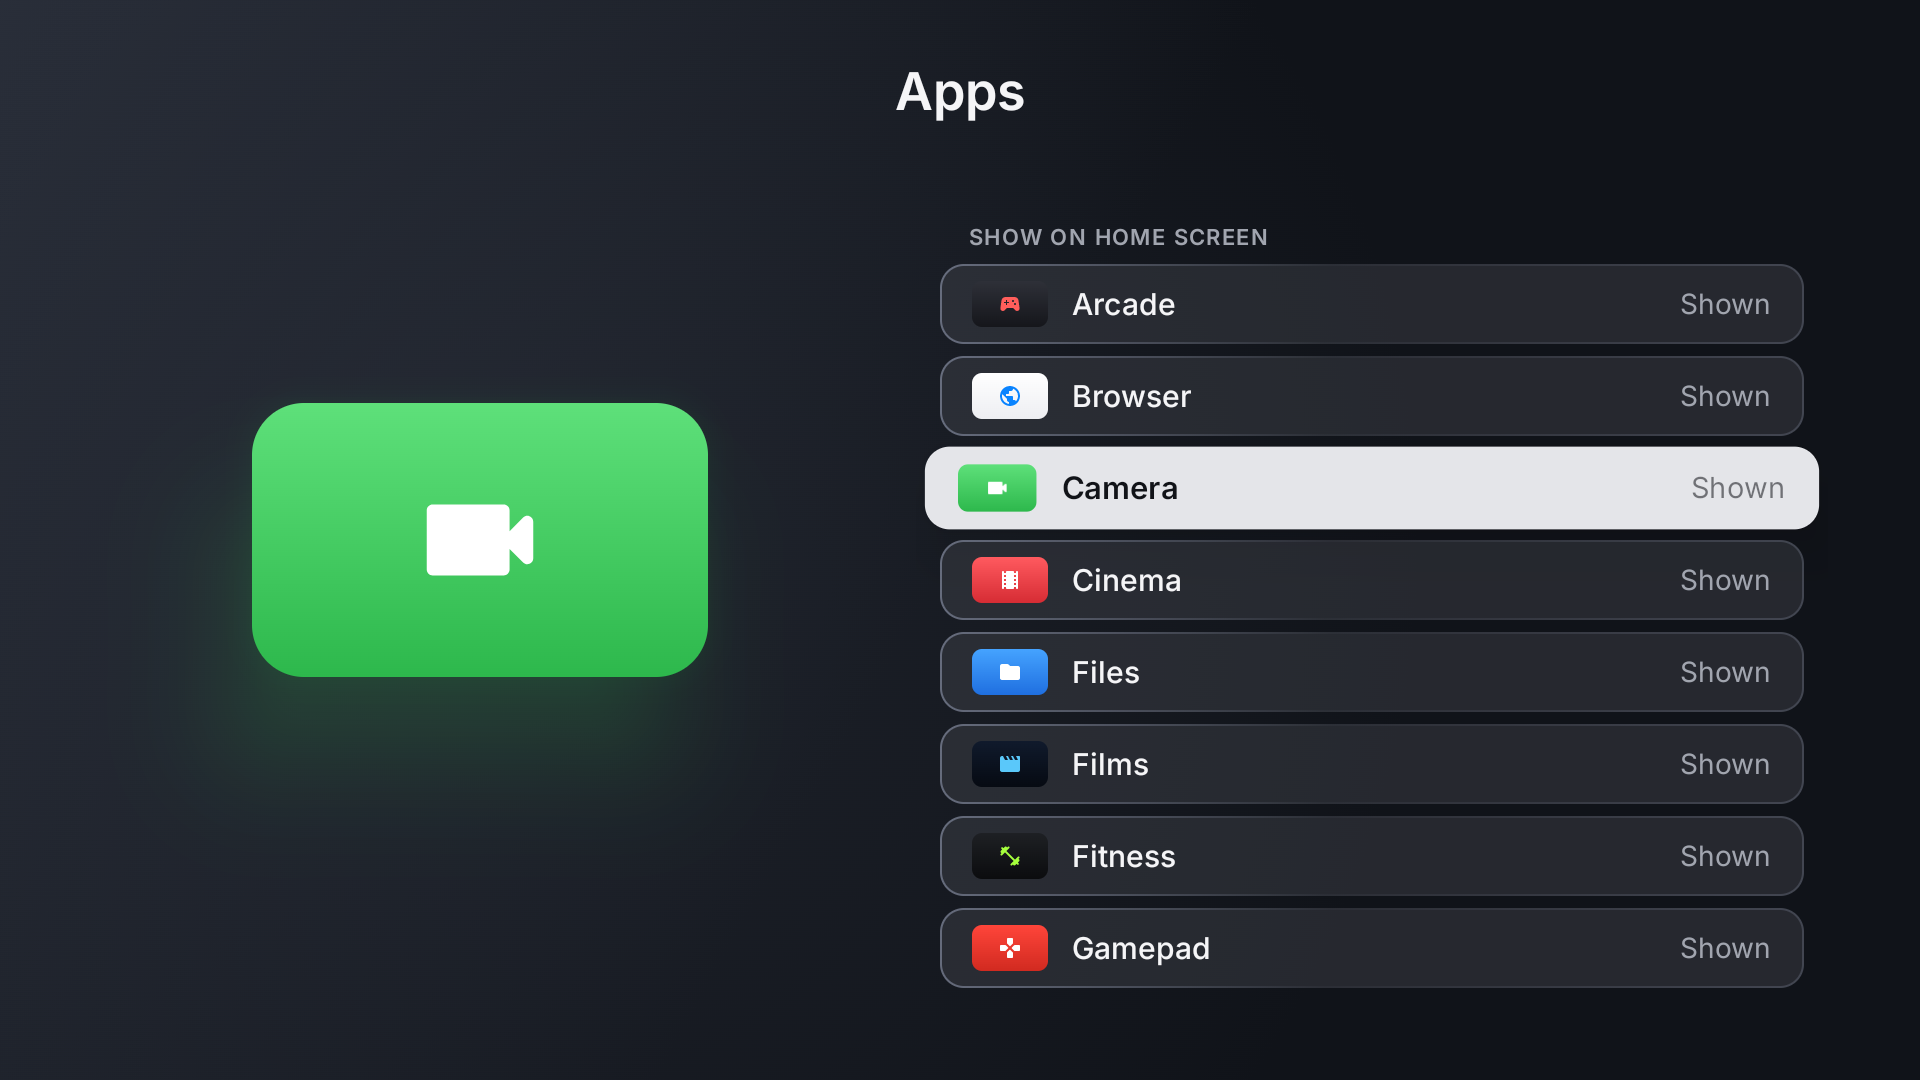 Apps
SHOW ON HOME SCREEN
Arcade Shown
Browser Shown
Camera Shown
Cinema Shown
Files Shown
Films Shown
Fitness Shown
Gamepad Shown